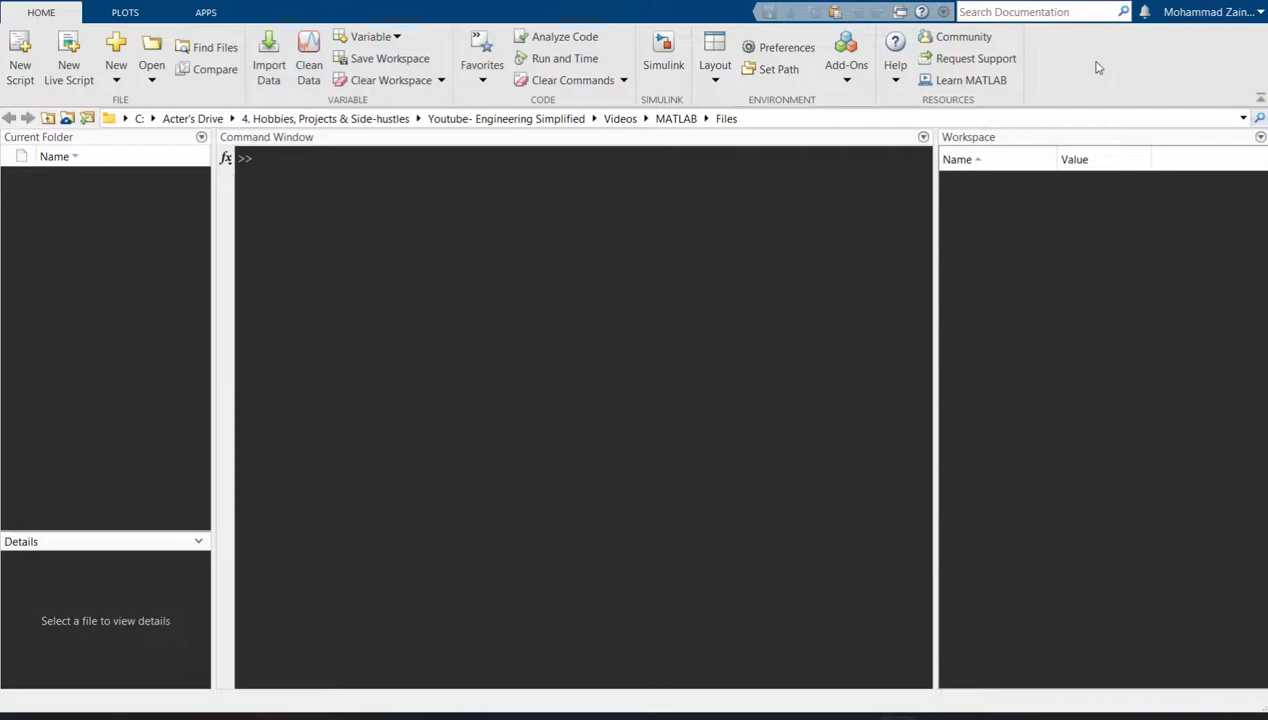 HOME PLOTS APPS Search Documentation Mohammad Zain...
New Script New Live Script New Open Find Files Compare Import Data Clean Data Variable Save Workspace Clear Workspace Favorites Analyze Code Run and Time Clear Commands Simulink Layout Preferences Set Path Add-Ons Help Community Request Support Learn MATLAB
FILE VARIABLE CODE SIMULINK ENVIRONMENT RESOURCES
C: Acter's Drive 4. Hobbies, Projects & Side-hustles Youtube- Engineering Simplified Videos MATLAB Files
Current Folder Command Window Workspace
Name fx >> Name Value
Details
Select a file to view details